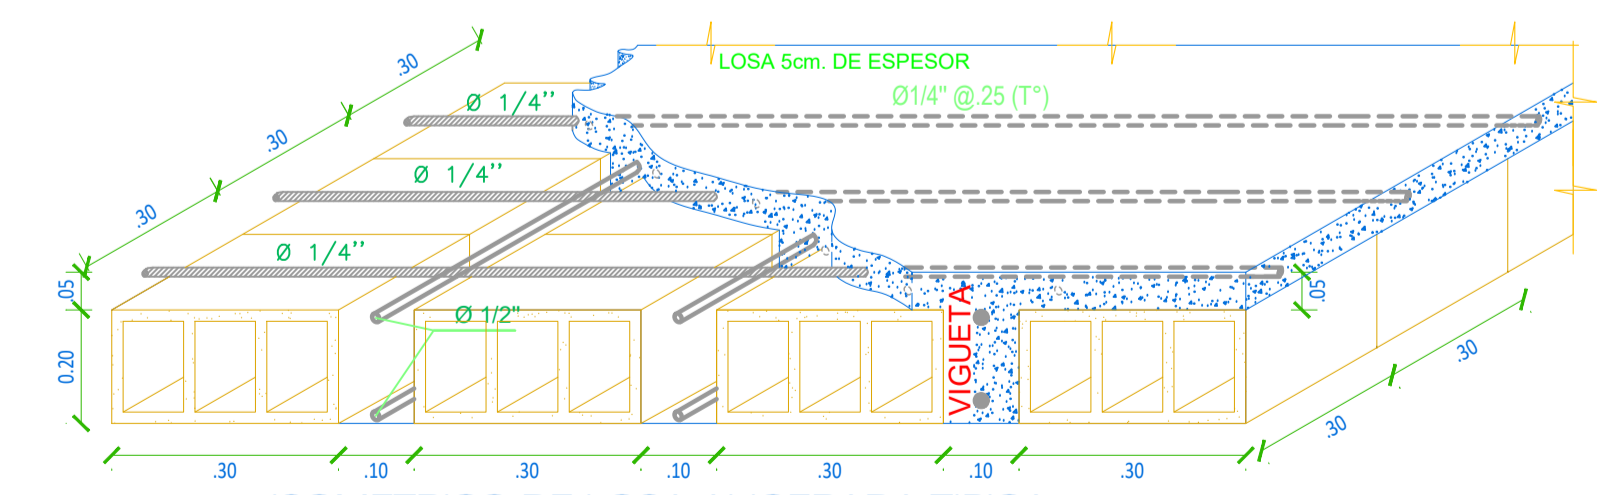 LOSA 5cm. DE ESPESOR
Ø1/4" @.25 (T°)
.30
.30
.30
Ø 1/4''
Ø 1/4''
Ø 1/4''
.05
0.20
Ø 1/2"
VIGUETA
.05
.30
.30
.30
.10
.30
.10
.30
.10
.30